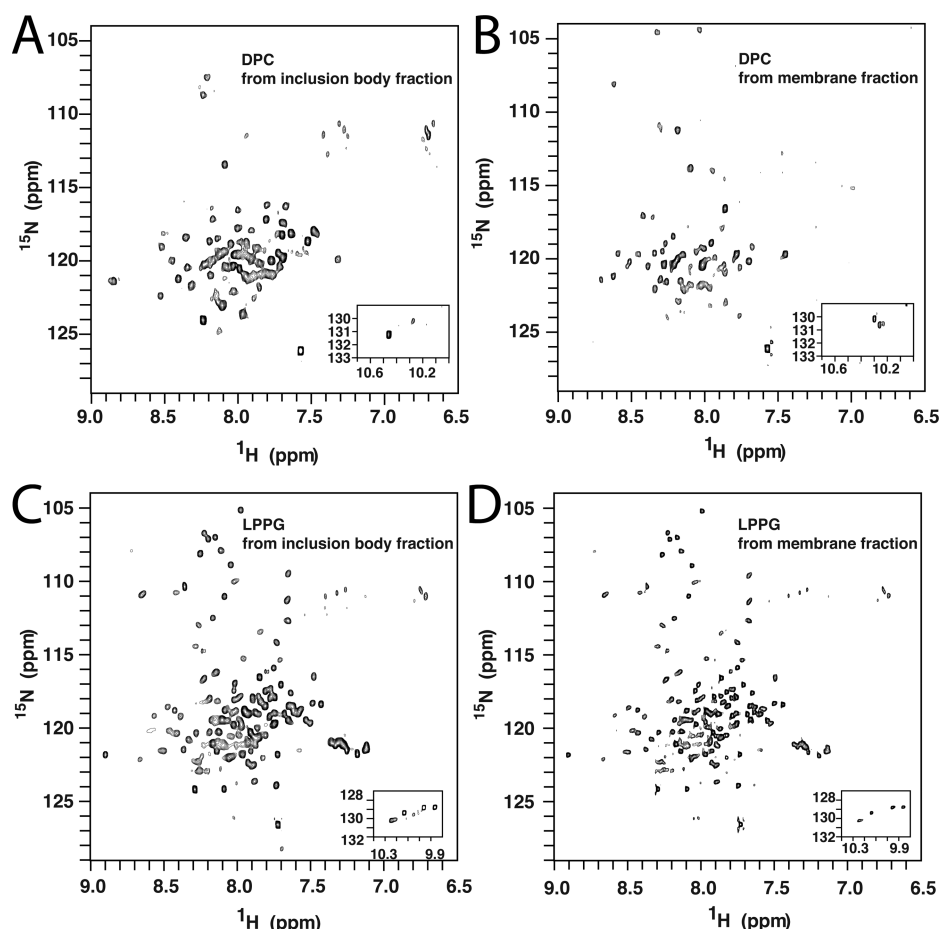 A
105
110
115
120
125
15N (ppm)
DPC
from inclusion body fraction
130
131
132
133
10.6 10.2
9.0 8.5 8.0 7.5 7.0 6.5
1H (ppm)
B
105
110
115
120
125
15N (ppm)
DPC
from membrane fraction
130
131
132
133
10.6 10.2
9.0 8.5 8.0 7.5 7.0 6.5
1H (ppm)
C
105
110
115
120
125
15N (ppm)
LPPG
from inclusion body fraction
128
130
132
10.3 9.9
9.0 8.5 8.0 7.5 7.0 6.5
1H (ppm)
D
105
110
115
120
125
15N (ppm)
LPPG
from membrane fraction
128
130
132
10.3 9.9
9.0 8.5 8.0 7.5 7.0 6.5
1H (ppm)